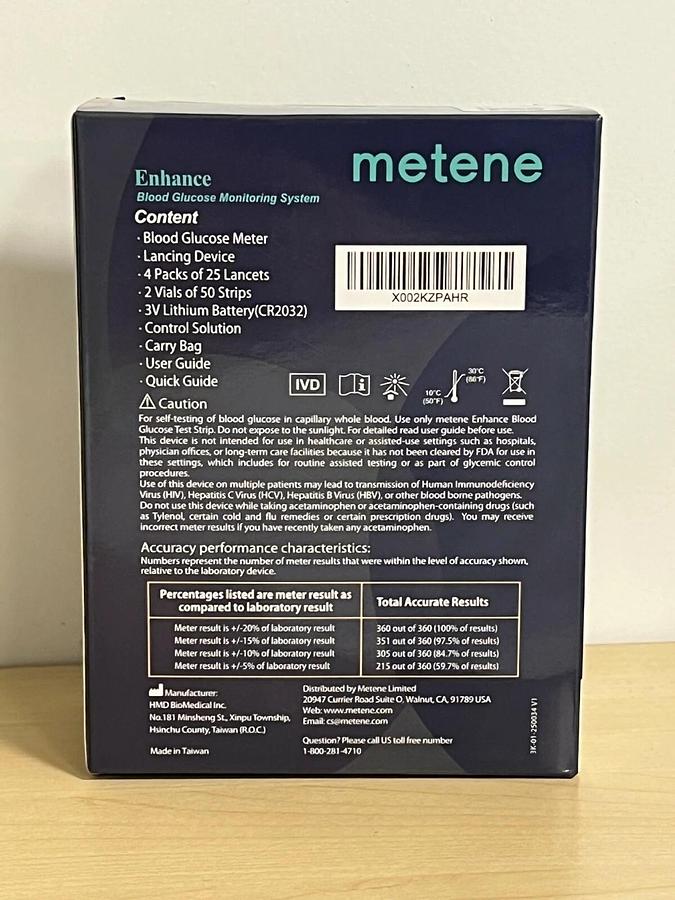 metene
Enhance
Blood Glucose Monitoring System
Content
· Blood Glucose Meter
· Lancing Device
· 4 Packs of 25 Lancets
· 2 Vials of 50 Strips
· 3V Lithium Battery(CR2032)
· Control Solution
· Carry Bag
· User Guide
· Quick Guide
X002KZPAHR
IVD
i
10°C
(50°F)
30°C
(86°F)
Caution
For self-testing of blood glucose in capillary whole blood. Use only metene Enhance Blood
Glucose Test Strip. Do not expose to the sunlight. For detailed read user guide before use.
This device is not intended for use in healthcare or assisted-use settings such as hospitals,
physician offices, or long-term care facilities because it has not been cleared by FDA for use in
these settings, which includes for routine assisted testing or as part of glycemic control
procedures.
Use of this device on multiple patients may lead to transmission of Human Immunodeficiency
Virus (HIV), Hepatitis C Virus (HCV), Hepatitis B Virus (HBV), or other blood borne pathogens.
Do not use this device while taking acetaminophen or acetaminophen-containing drugs (such
as Tylenol, certain cold and flu remedies or certain prescription drugs). You may receive
incorrect meter results if you have recently taken any acetaminophen.
Accuracy performance characteristics:
Numbers represent the number of meter results that were within the level of accuracy shown,
relative to the laboratory device.
Percentages listed are meter result as
compared to laboratory result
Total Accurate Results
Meter result is +/-20% of laboratory result
360 out of 360 (100% of results)
Meter result is +/-15% of laboratory result
351 out of 360 (97.5% of results)
Meter result is +/-10% of laboratory result
305 out of 360 (84.7% of results)
Meter result is +/-5% of laboratory result
215 out of 360 (59.7% of results)
Manufacturer:
HMD BioMedical Inc.
No.181 Minsheng St., Xinpu Township,
Hsinchu County, Taiwan (R.O.C.)
Made in Taiwan
Distributed by Metene Limited
20947 Currier Road Suite O, Walnut, CA, 91789 USA
Web: www.metene.com
Email: cs@metene.com
Question? Please call US toll free number
1-800-281-4710
3K-01-250034 V1